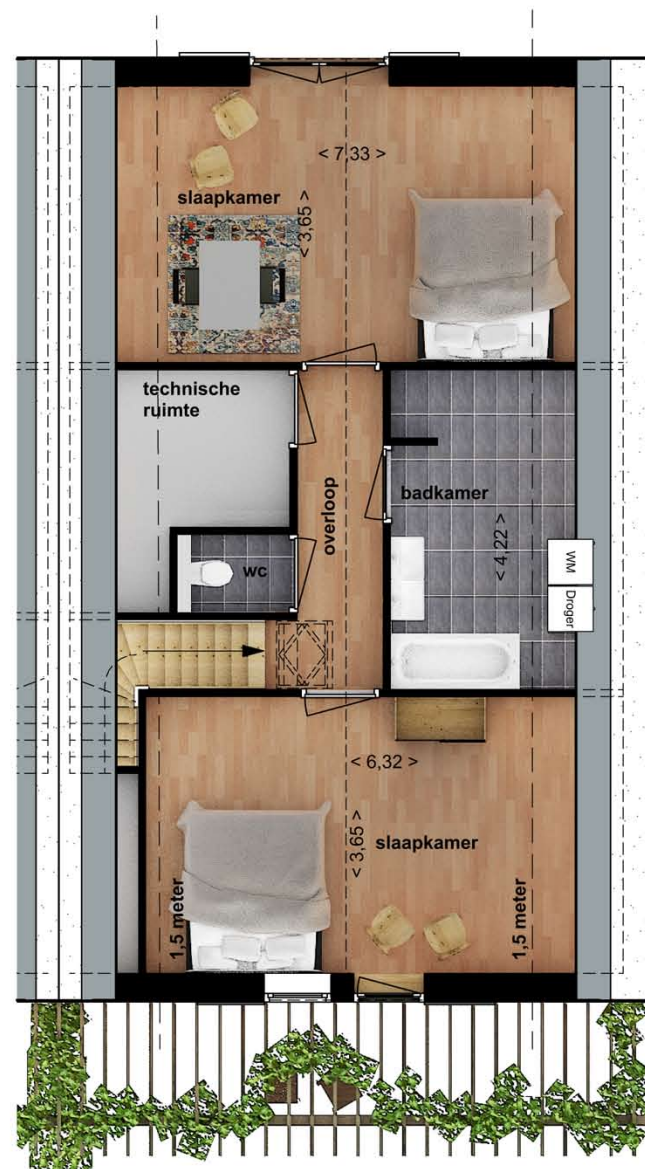 < 7,33 >
slaapkamer
< 3,65 >
technische
ruimte
overloop
badkamer
< 4,22 >
WM
Droger
wc
< 6,32 >
< 3,65 >
slaapkamer
1,5 meter
1,5 meter